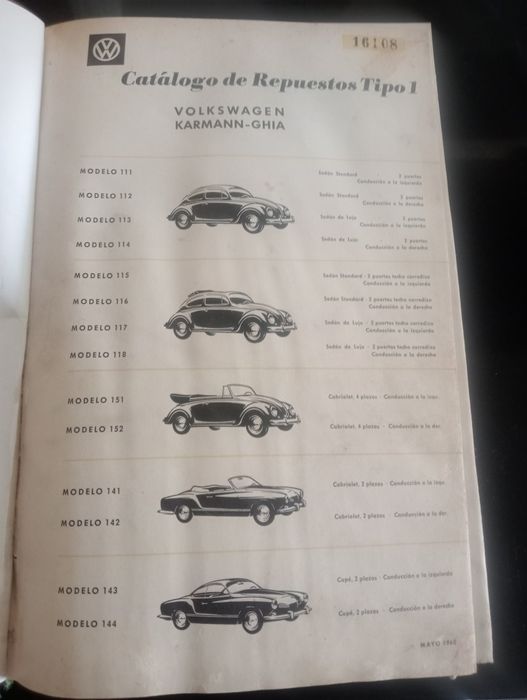 VW
16108
Catálogo de Repuestos Tipo 1
VOLKSWAGEN
KARMANN-GHIA
MODELO 111 Sedán Standard - 2 puertas
Conducción a la izquierda
MODELO 112 Sedán Standard 2 puertas
Conducción a la derecha
MODELO 113 Sedán de Lujo 2 puertas
Conducción a la izquierda
MODELO 114 Sedán de Lujo 2 puertas
Conducción a la derecha
MODELO 115 Sedán Standard - 2 puertas techo corredizo
Conducción a la izquierda
MODELO 116 Sedán Standard - 2 puertas techo corredizo
Conducción a la derecha
MODELO 117 Sedán de Lujo - 2 puertas techo corredizo
Conducción a la izquierda
MODELO 118 Sedán de Lujo - 2 puertas techo corredizo
Conducción a la derecha
MODELO 151 Cabriolet, 4 plazas - Conducción a la izqu.
MODELO 152 Cabriolet, 4 plazas - Conducción a la der.
MODELO 141 Cabriolet, 2 plazas - Conducción a la izqu.
MODELO 142 Cabriolet, 2 plazas - Conducción a la der.
MODELO 143 Cupé, 2 plazas - Conducción a la izquierda
MODELO 144 Cupé, 2 plazas - Conducción a la derecha
MAYO